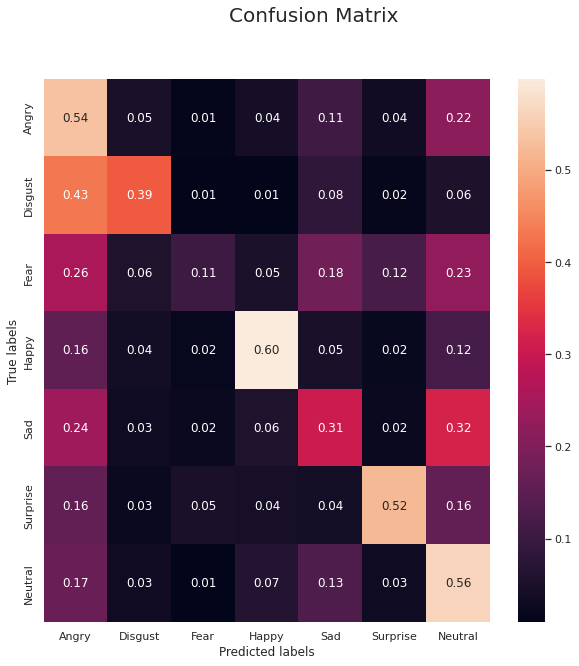 Confusion Matrix
Angry 0.54 0.05 0.01 0.04 0.11 0.04 0.22
Disgust 0.43 0.39 0.01 0.01 0.08 0.02 0.06
Fear 0.26 0.06 0.11 0.05 0.18 0.12 0.23
Happy 0.16 0.04 0.02 0.60 0.05 0.02 0.12
Sad 0.24 0.03 0.02 0.06 0.31 0.02 0.32
Surprise 0.16 0.03 0.05 0.04 0.04 0.52 0.16
Neutral 0.17 0.03 0.01 0.07 0.13 0.03 0.56
True labels
Angry Disgust Fear Happy Sad Surprise Neutral
Predicted labels
0.5
0.4
0.3
0.2
0.1